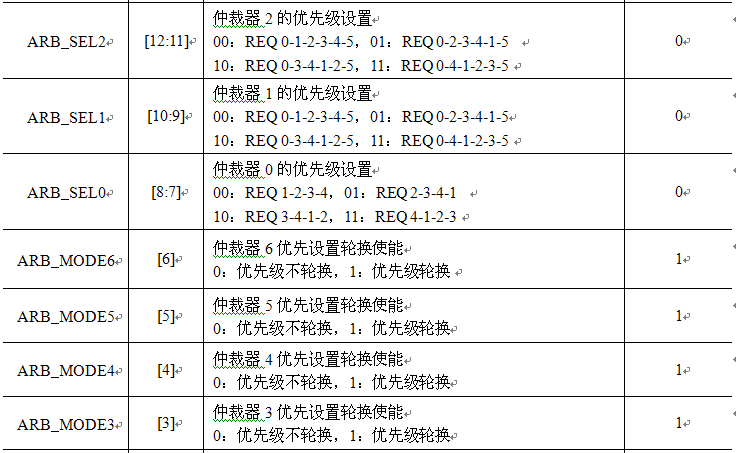 ARB_SEL2 [12:11] 仲裁器 2 的优先级设置 0
00：REQ 0-1-2-3-4-5，01：REQ 0-2-3-4-1-5
10：REQ 0-3-4-1-2-5，11：REQ 0-4-1-2-3-5
ARB_SEL1 [10:9] 仲裁器 1 的优先级设置 0
00：REQ 0-1-2-3-4-5，01：REQ 0-2-3-4-1-5
10：REQ 0-3-4-1-2-5，11：REQ 0-4-1-2-3-5
ARB_SEL0 [8:7] 仲裁器 0 的优先级设置 0
00：REQ 1-2-3-4，01：REQ 2-3-4-1
10：REQ 3-4-1-2，11：REQ 4-1-2-3
ARB_MODE6 [6] 仲裁器 6 优先设置轮换使能 1
0：优先级不轮换，1：优先级轮换
ARB_MODE5 [5] 仲裁器 5 优先设置轮换使能 1
0：优先级不轮换，1：优先级轮换
ARB_MODE4 [4] 仲裁器 4 优先设置轮换使能 1
0：优先级不轮换，1：优先级轮换
ARB_MODE3 [3] 仲裁器 3 优先设置轮换使能 1
0：优先级不轮换，1：优先级轮换